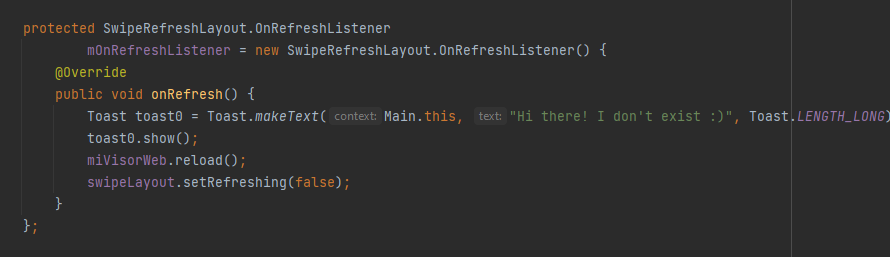 protected SwipeRefreshLayout.OnRefreshListener
mOnRefreshListener = new SwipeRefreshLayout.OnRefreshListener() {
@Override
public void onRefresh() {
Toast toast0 = Toast.makeText( context: Main.this, text: "Hi there! I don't exist :)", Toast.LENGTH_LONG)
toast0.show();
miVisorWeb.reload();
swipeLayout.setRefreshing(false);
}
};